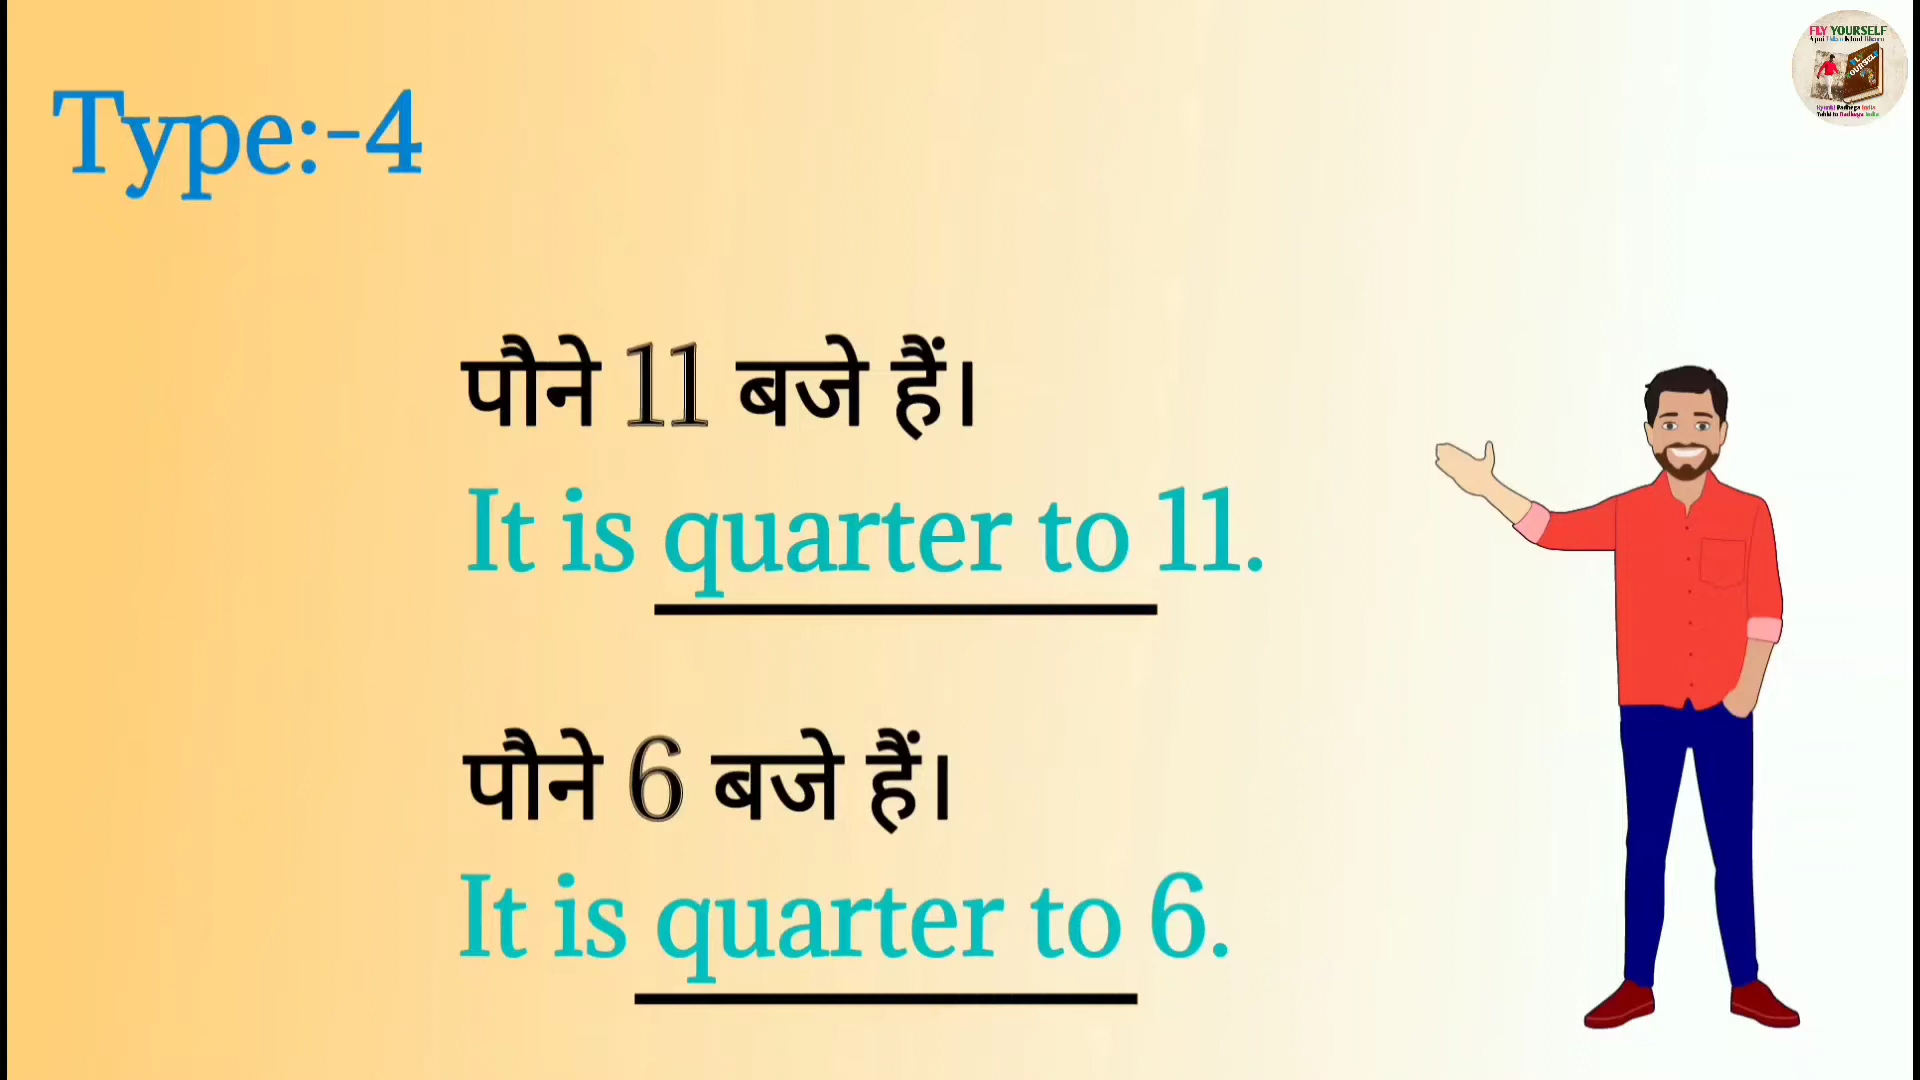 FLY YOURSELF
Type:-4
पौने 11 बजे हैं।
It is quarter to 11.
पौने 6 बजे हैं।
It is quarter to 6.